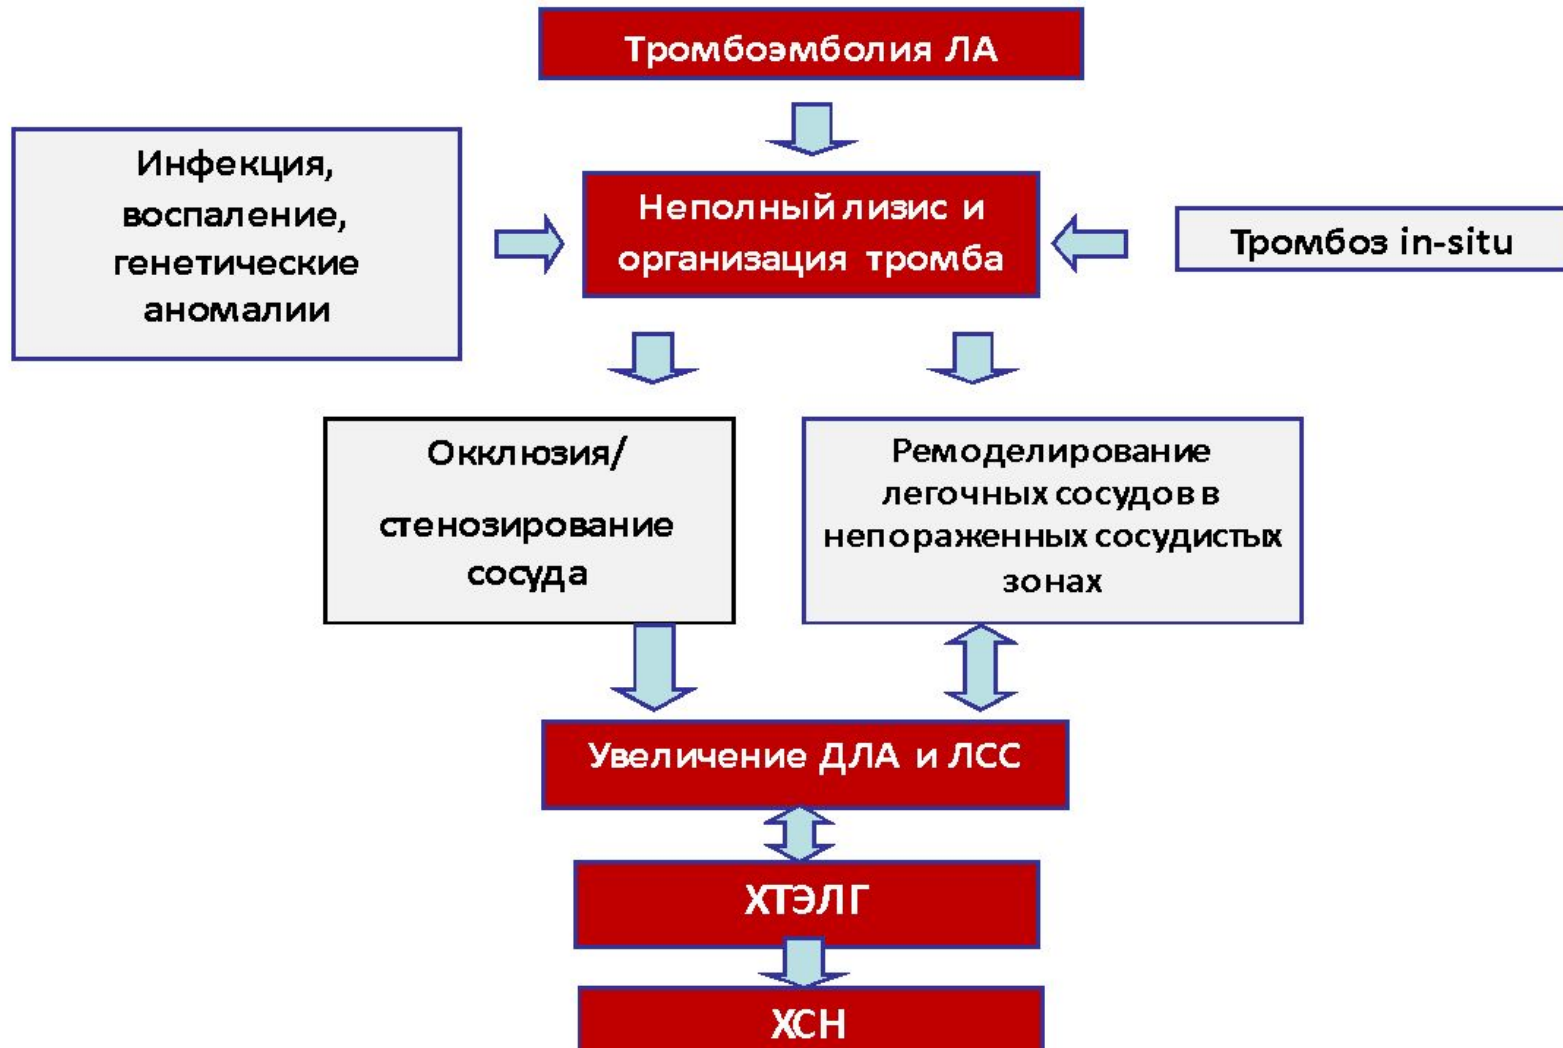 Тромбоэмболия ЛА
Инфекция,
воспаление,
генетические
аномалии
Неполный лизис и
организация тромба
Тромбоз in-situ
Окклюзия/
стенозирование
сосуда
Ремоделирование
легочных сосудов в
непораженных сосудистых
зонах
Увеличение ДЛА и ЛСС
ХТЭЛГ
ХСН